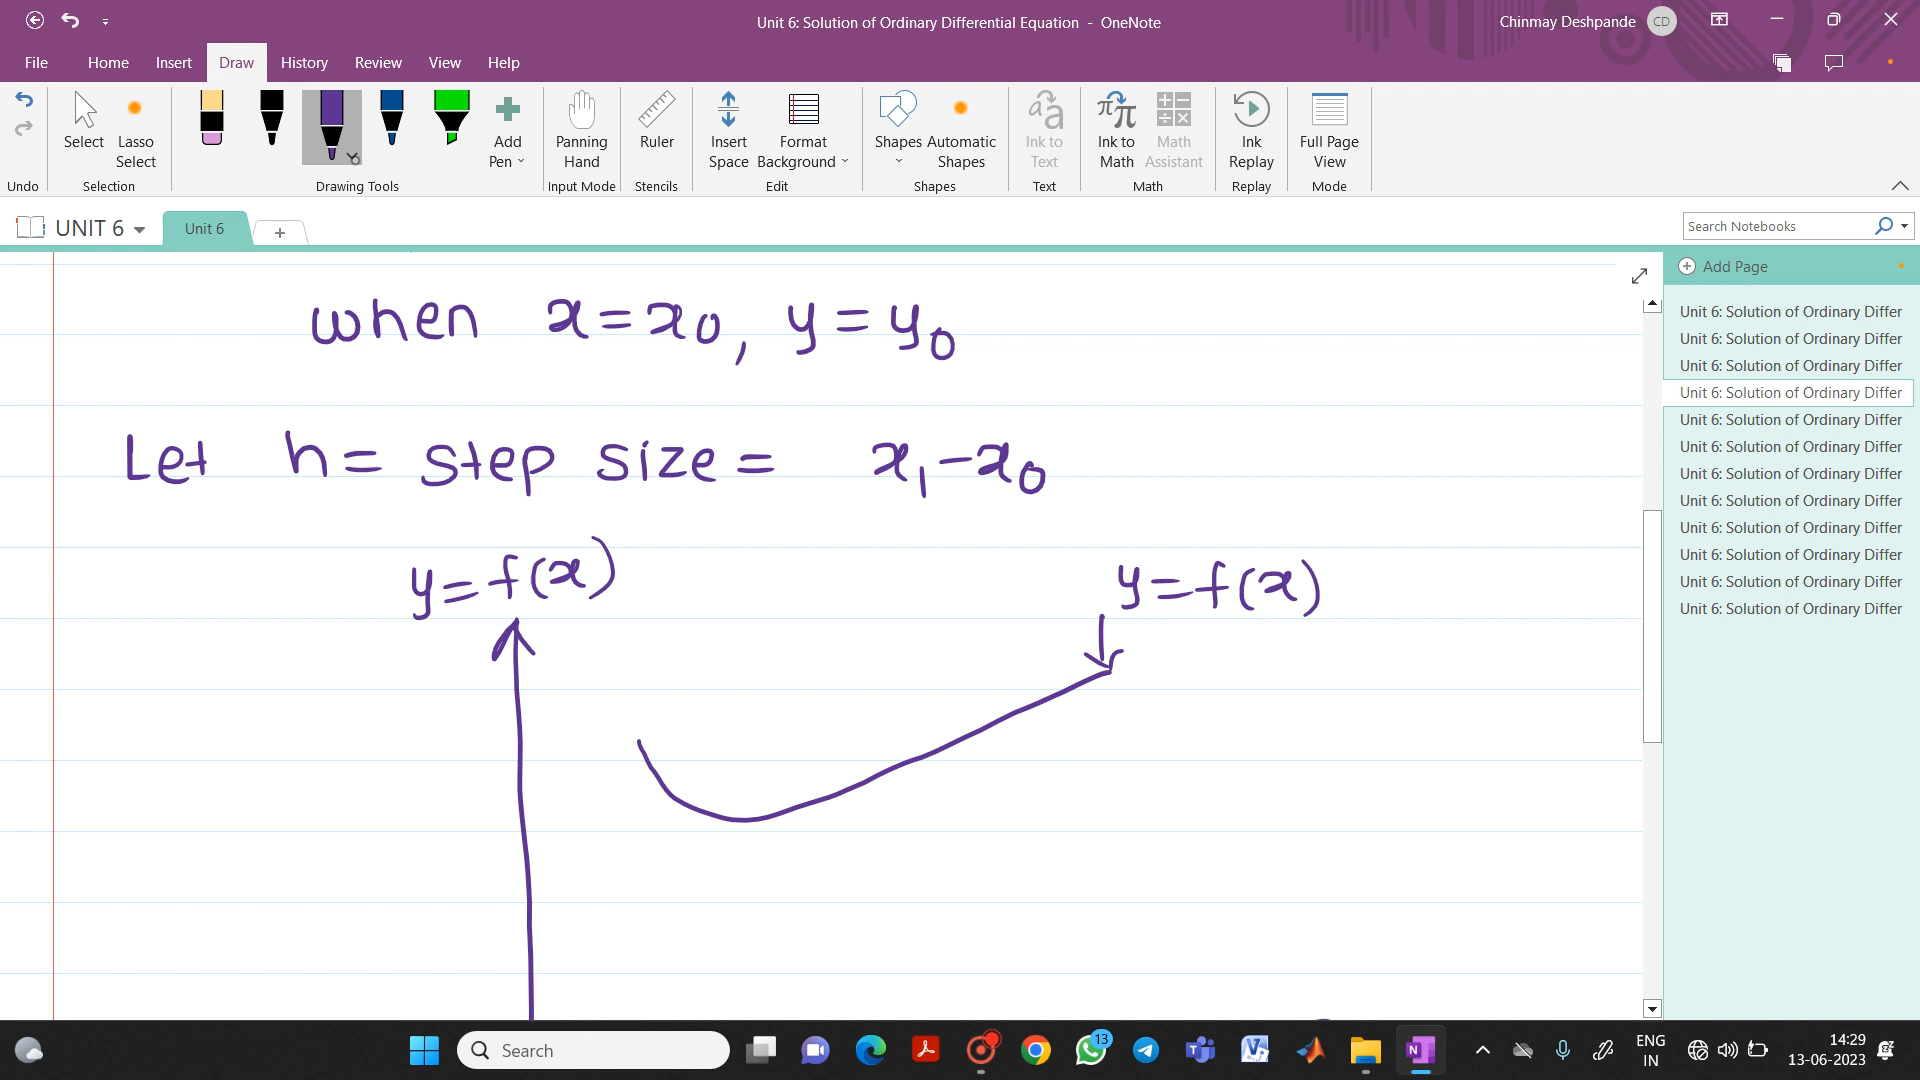 Unit 6: Solution of Ordinary Differential Equation - OneNote
Chinmay Deshpande CD
File Home Insert Draw History Review View Help
Select
Lasso Select
Add Pen
Panning Hand
Ruler
Insert Space
Format Background
Shapes
Automatic Shapes
Ink to Text
Ink to Math
Math Assistant
Ink Replay
Full Page View
Undo Selection Drawing Tools Input Mode Stencils Edit Shapes Text Math Replay Mode
UNIT 6 Unit 6 +
Search Notebooks
Add Page
Unit 6: Solution of Ordinary Differ
Unit 6: Solution of Ordinary Differ
Unit 6: Solution of Ordinary Differ
Unit 6: Solution of Ordinary Differ
Unit 6: Solution of Ordinary Differ
Unit 6: Solution of Ordinary Differ
Unit 6: Solution of Ordinary Differ
Unit 6: Solution of Ordinary Differ
Unit 6: Solution of Ordinary Differ
Unit 6: Solution of Ordinary Differ
Unit 6: Solution of Ordinary Differ
Unit 6: Solution of Ordinary Differ
when x=x₀, y=y₀
Let h= step size = x₁-x₀
y=f(x)
y=f(x)
Search
13
ENG IN
14:29
13-06-2023